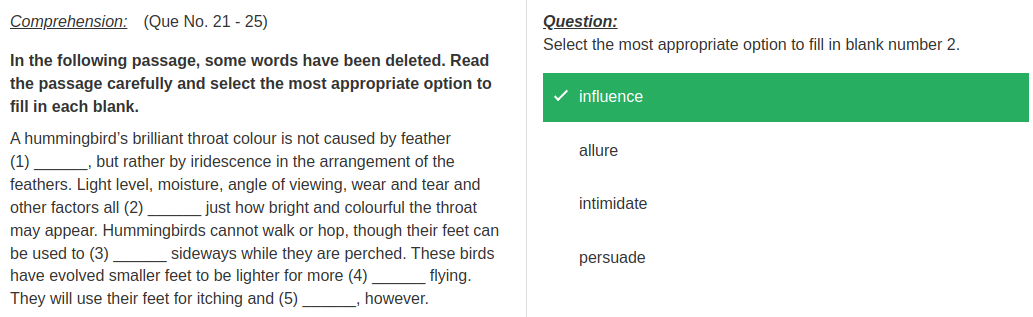 Comprehension: (Que No. 21 - 25)
In the following passage, some words have been deleted. Read
the passage carefully and select the most appropriate option to
fill in each blank.
A hummingbird’s brilliant throat colour is not caused by feather
(1) ______, but rather by iridescence in the arrangement of the
feathers. Light level, moisture, angle of viewing, wear and tear and
other factors all (2) ______ just how bright and colourful the throat
may appear. Hummingbirds cannot walk or hop, though their feet can
be used to (3) ______ sideways while they are perched. These birds
have evolved smaller feet to be lighter for more (4) ______ flying.
They will use their feet for itching and (5) ______, however.
Question:
Select the most appropriate option to fill in blank number 2.
influence
allure
intimidate
persuade